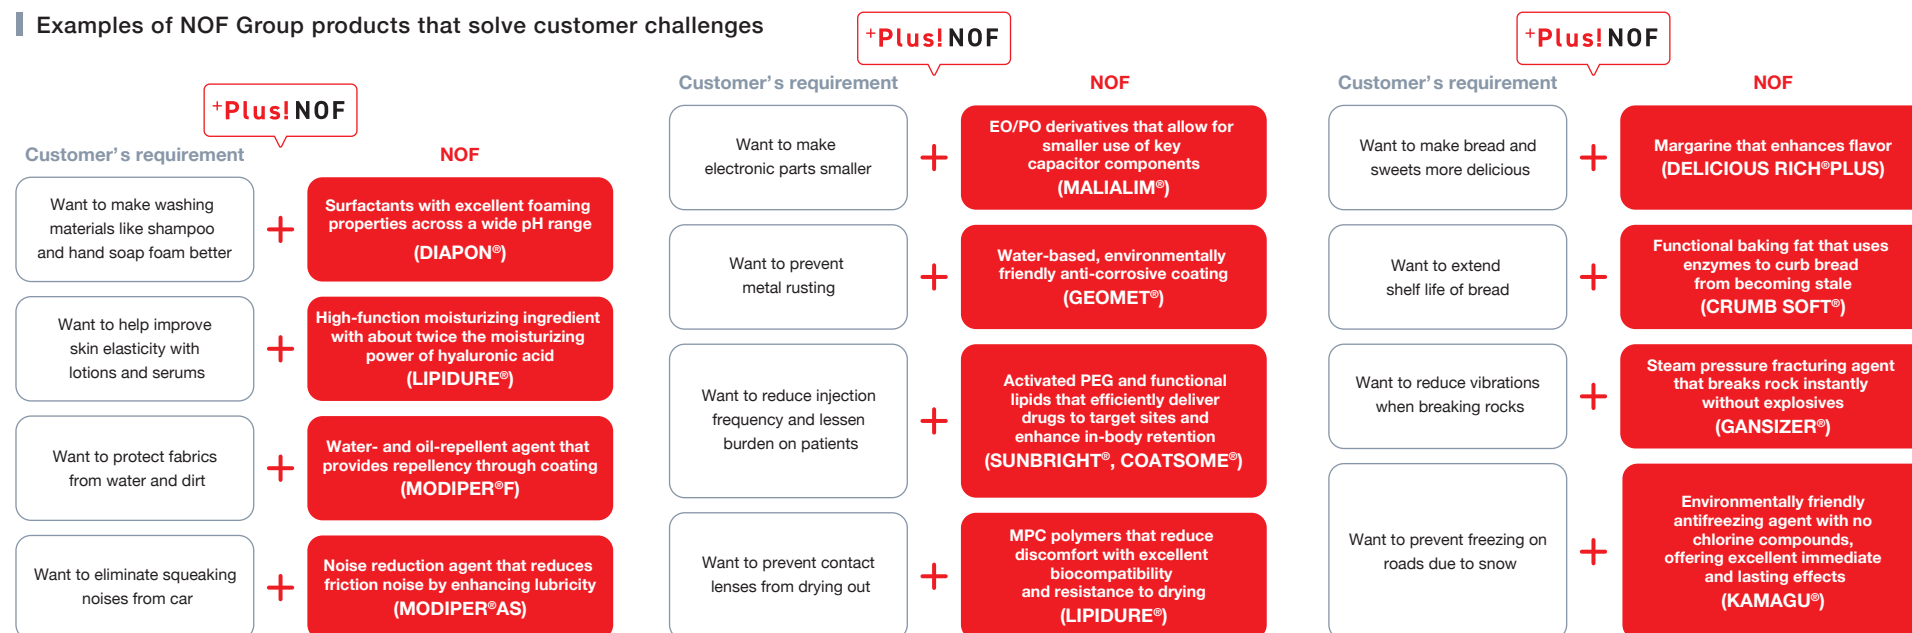 Examples of NOF Group products that solve customer challenges
+Plus! NOF
Customer's requirement
NOF
Want to make washing
materials like shampoo
and hand soap foam better
+
Surfactants with excellent foaming
properties across a wide pH range
(DIAPON®)
Want to help improve
skin elasticity with
lotions and serums
+
High-function moisturizing ingredient
with about twice the moisturizing
power of hyaluronic acid
(LIPIDURE®)
Want to protect fabrics
from water and dirt
+
Water- and oil-repellent agent that
provides repellency through coating
(MODIPER®F)
Want to eliminate squeaking
noises from car
+
Noise reduction agent that reduces
friction noise by enhancing lubricity
(MODIPER®AS)
+Plus! NOF
Customer's requirement
NOF
Want to make
electronic parts smaller
+
EO/PO derivatives that allow for
smaller use of key
capacitor components
(MALIALIM®)
Want to prevent
metal rusting
+
Water-based, environmentally
friendly anti-corrosive coating
(GEOMET®)
Want to reduce injection
frequency and lessen
burden on patients
+
Activated PEG and functional
lipids that efficiently deliver
drugs to target sites and
enhance in-body retention
(SUNBRIGHT®, COATSOME®)
Want to prevent contact
lenses from drying out
+
MPC polymers that reduce
discomfort with excellent
biocompatibility
and resistance to drying
(LIPIDURE®)
+Plus! NOF
Customer's requirement
NOF
Want to make bread and
sweets more delicious
+
Margarine that enhances flavor
(DELICIOUS RICH®PLUS)
Want to extend
shelf life of bread
+
Functional baking fat that uses
enzymes to curb bread
from becoming stale
(CRUMB SOFT®)
Want to reduce vibrations
when breaking rocks
+
Steam pressure fracturing agent
that breaks rock instantly
without explosives
(GANSIZER®)
Want to prevent freezing on
roads due to snow
+
Environmentally friendly
antifreezing agent with no
chlorine compounds,
offering excellent immediate
and lasting effects
(KAMAGU®)